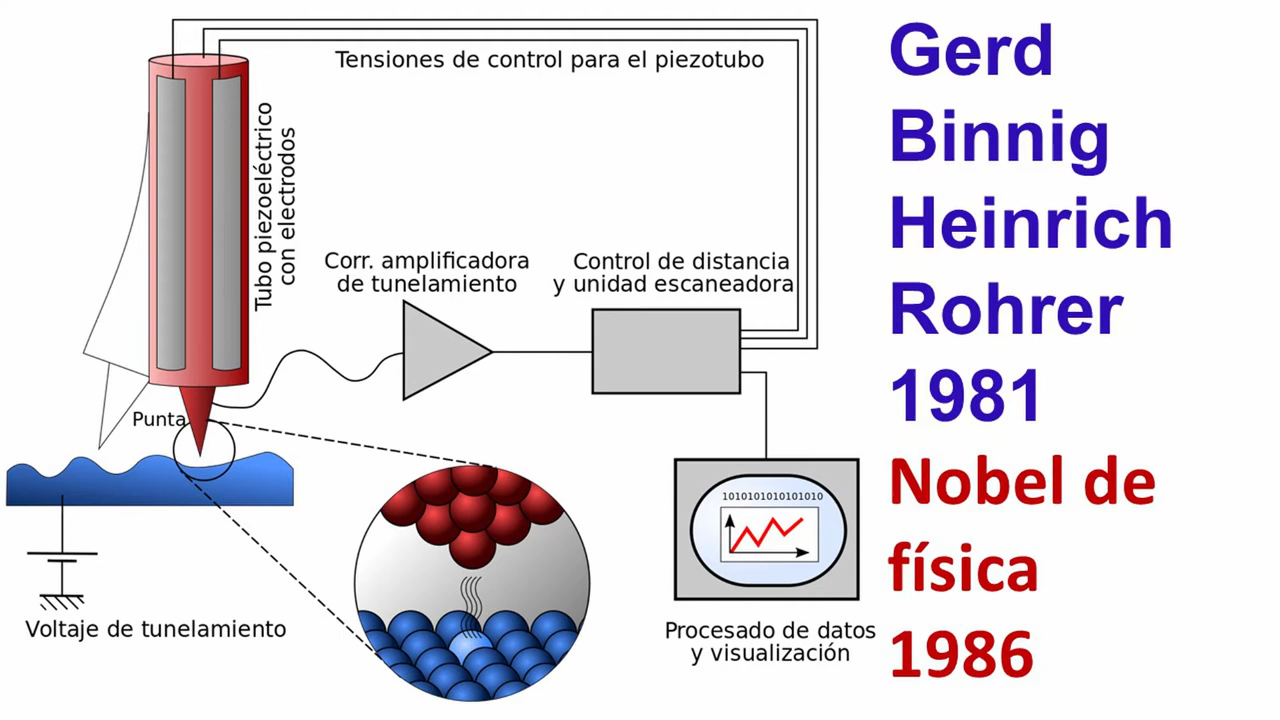 Tensiones de control para el piezotubo
Tubo piezoeléctrico
con electrodos
Corr. amplificadora
de tunelamiento
Control de distancia
y unidad escaneadora
Punta
Voltaje de tunelamiento
1010101010101010
Procesado de datos
y visualización
Gerd
Binnig
Heinrich
Rohrer
1981
Nobel de
física
1986